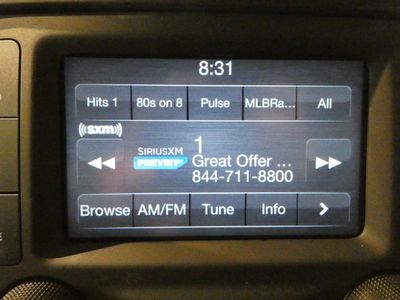 8:31
Hits 1 80s on 8 Pulse MLBRa... All
((sxm))
1
SIRIUSXM
PREVIEW
Great Offer ...
844-711-8800
Browse AM/FM Tune Info >